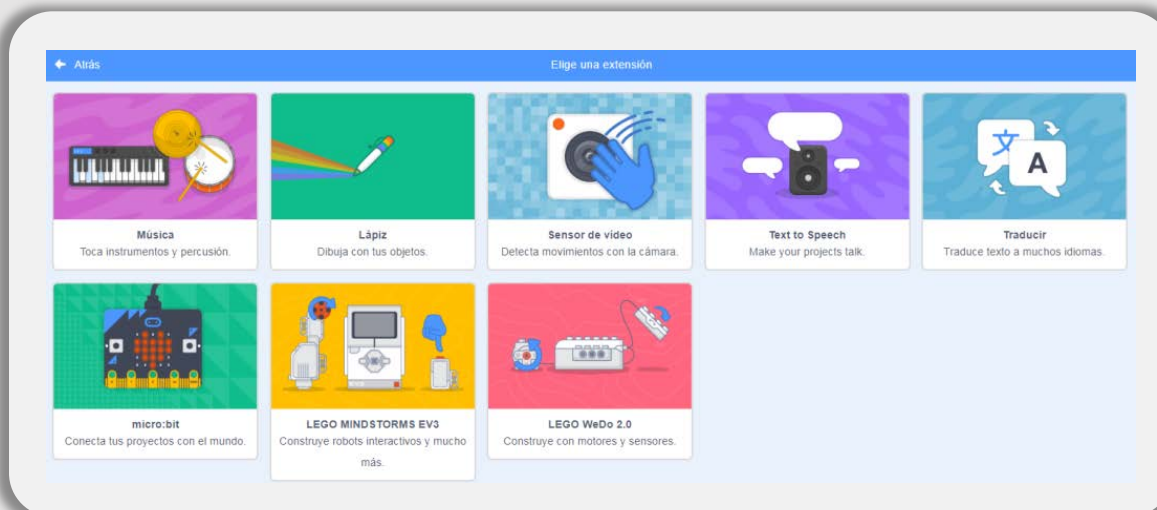 Atrás
Elige una extensión
Música
Toca instrumentos y percusión.
Lápiz
Dibuja con tus objetos.
Sensor de vídeo
Detecta movimientos con la cámara.
Text to Speech
Make your projects talk.
Traducir
Traduce texto a muchos idiomas.
文
A
micro:bit
Conecta tus proyectos con el mundo.
LEGO MINDSTORMS EV3
Construye robots interactivos y mucho
más.
LEGO WeDo 2.0
Construye con motores y sensores.